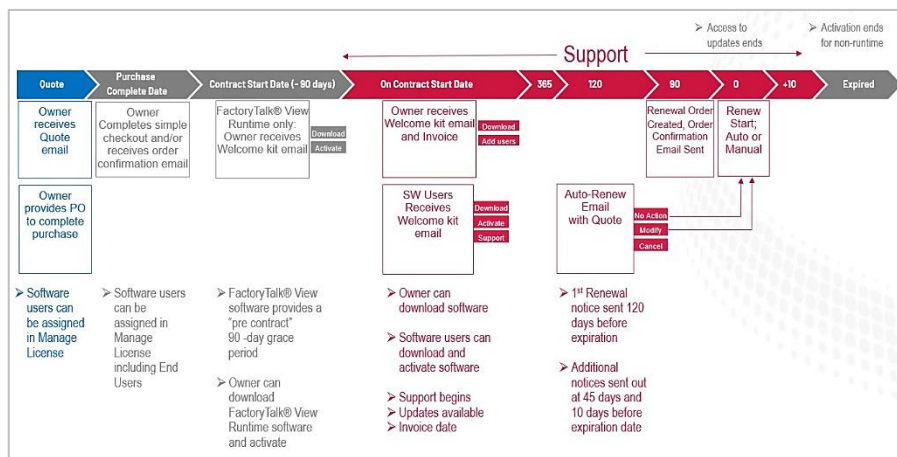 ➢ Access to
updates ends
➢ Activation ends
for non-runtime
Support
Quote
Purchase
Complete Date
Contract Start Date (- 90 days)
On Contract Start Date
365
120
90
0
+10
Expired
Owner
receives
Quote
email
Owner
Completes simple
checkout and/or
receives order
confirmation email
FactoryTalk® View
Runtime only:
Owner receives
Welcome kit email
Download
Activate
Owner receives
Welcome kit email
and Invoice
Download
Add users
Renewal Order
Created, Order
Confirmation
Email Sent
Renew
Start;
Auto or
Manual
Owner
provides PO
to complete
purchase
SW Users
Receives
Welcome kit
email
Download
Activate
Support
Auto-Renew
Email
with Quote
No Action
Modify
Cancel
➢ Software
users can
be assigned
in Manage
License
➢ Software users
can be
assigned in
Manage
License
including End
Users
➢ FactoryTalk® View
software provides a
“pre contract”
90 -day grace
period
➢ Owner can
download
FactoryTalk® View
Runtime software
and activate
➢ Owner can
download software
➢ Software users can
download and
activate software
➢ Support begins
➢ Updates available
➢ Invoice date
➢ 1st Renewal
notice sent 120
days before
expiration
➢ Additional
notices sent out
at 45 days and
10 days before
expiration date